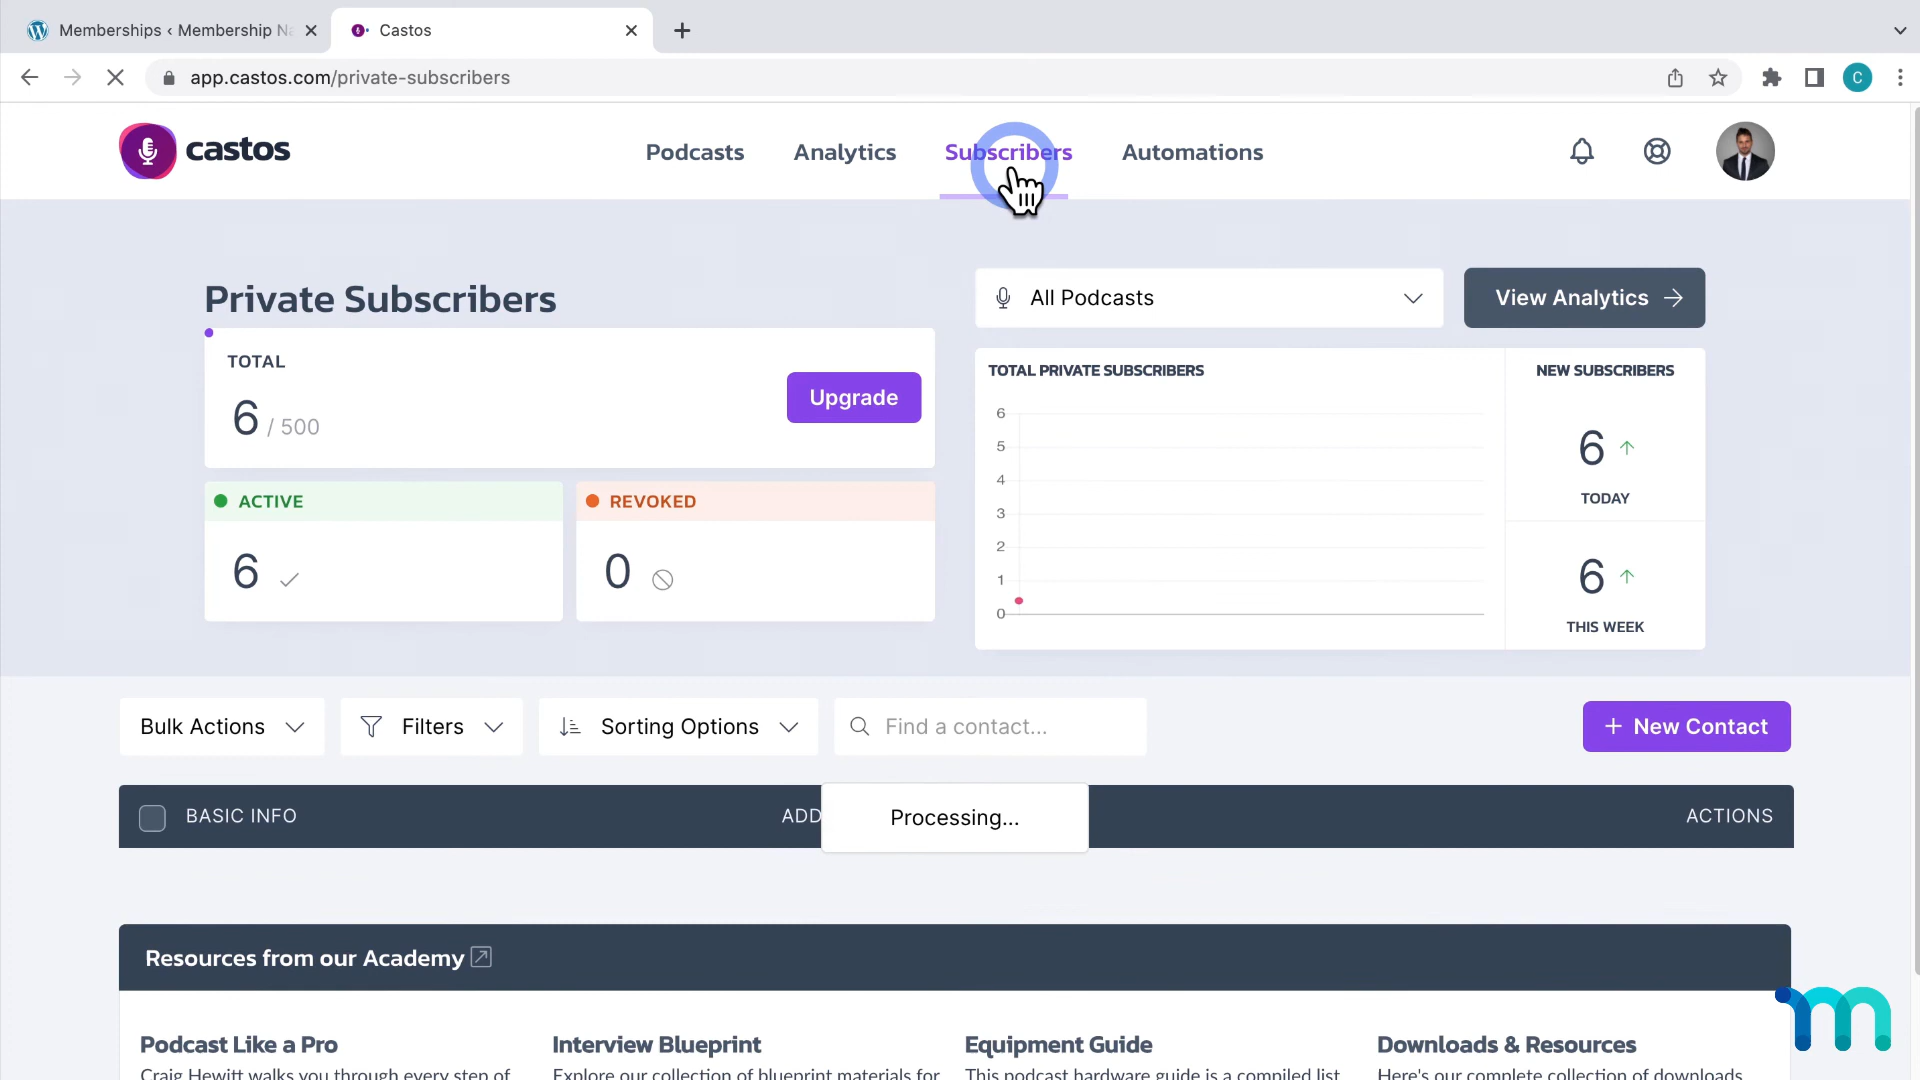 Memberships ‹ Membership Na
Castos
app.castos.com/private-subscribers
C
castos
Podcasts
Analytics
Subscribers
Automations
Private Subscribers
All Podcasts
View Analytics
TOTAL
6 / 500
Upgrade
ACTIVE
6
REVOKED
0
TOTAL PRIVATE SUBSCRIBERS
6
5
4
3
2
1
0
NEW SUBSCRIBERS
6
TODAY
6
THIS WEEK
Bulk Actions
Filters
Sorting Options
Find a contact...
+ New Contact
BASIC INFO
ADD
Processing...
ACTIONS
Resources from our Academy
Podcast Like a Pro
Craig Hewitt walks you through every step of
Interview Blueprint
Explore our collection of blueprint materials for
Equipment Guide
This podcast hardware guide is a compiled list
Downloads & Resources
Here's our complete collection of downloads
m